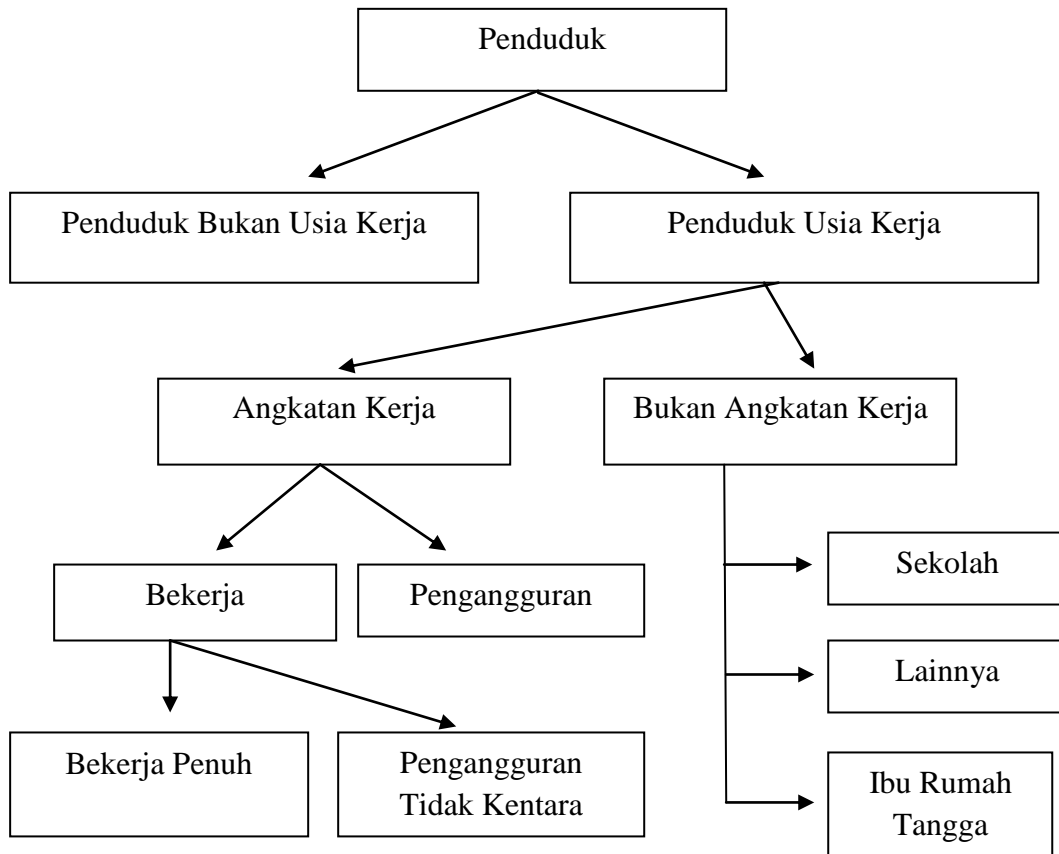 Penduduk
Penduduk Bukan Usia Kerja
Penduduk Usia Kerja
Angkatan Kerja
Bukan Angkatan Kerja
Sekolah
Bekerja
Pengangguran
Lainnya
Bekerja Penuh
Pengangguran
Tidak Kentara
Ibu Rumah
Tangga